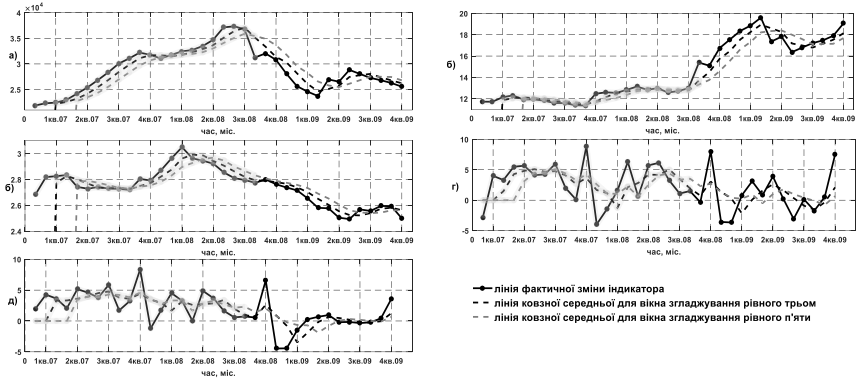 4 x 10⁴
а)
3.5
3
2.5
0 1кв.07 2кв.07 3кв.07 4кв.07 1кв.08 2кв.08 3кв.08 4кв.08 1кв.09 2кв.09 3кв.09 4кв.09
час, міс.
20
б)
18
16
14
12
0 1кв.07 2кв.07 3кв.07 4кв.07 1кв.08 2кв.08 3кв.08 4кв.08 1кв.09 2кв.09 3кв.09 4кв.09
час, міс.
3
б)
2.8
2.6
2.4
0 1кв.07 2кв.07 3кв.07 4кв.07 1кв.08 2кв.08 3кв.08 4кв.08 1кв.09 2кв.09 3кв.09 4кв.09
час, міс.
10
г)
5
0
-5
0 1кв.07 2кв.07 3кв.07 4кв.07 1кв.08 2кв.08 3кв.08 4кв.08 1кв.09 2кв.09 3кв.09 4кв.09
час, міс.
10
д)
5
0
-5
0 1кв.07 2кв.07 3кв.07 4кв.07 1кв.08 2кв.08 3кв.08 4кв.08 1кв.09 2кв.09 3кв.09 4кв.09
час, міс.
лінія фактичної зміни індикатора
лінія ковзної середньої для вікна згладжування рівного трьом
лінія ковзної середньої для вікна згладжування рівного п'яти